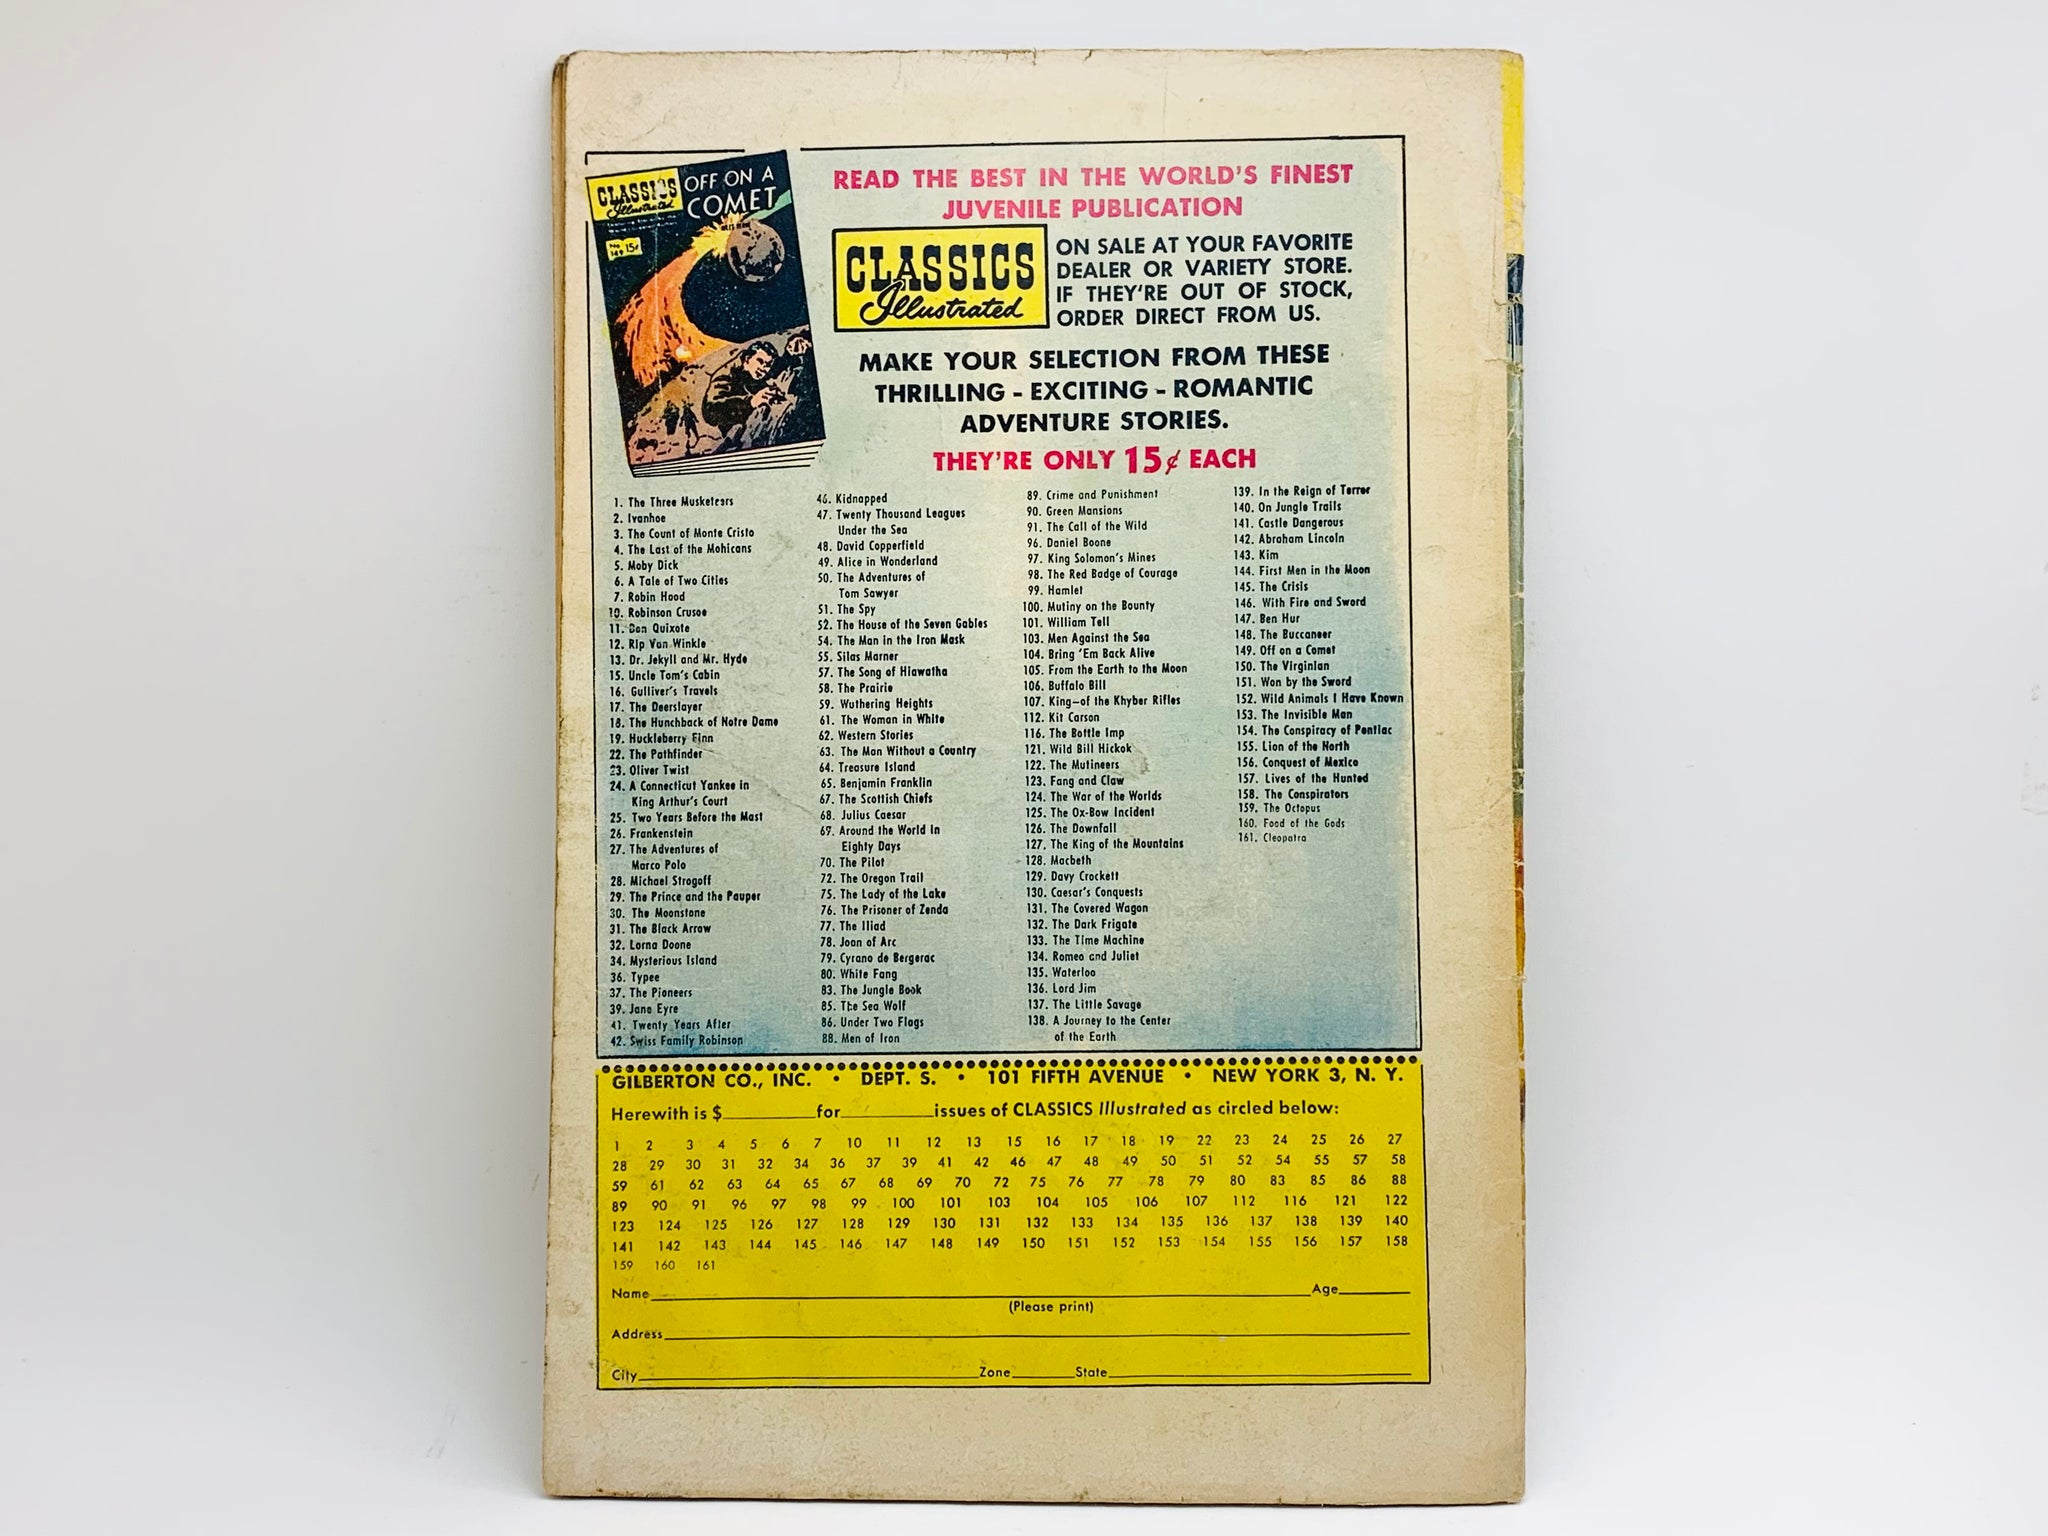 CLASSICS
Illustrated
OFF ON A
COMET
No. 149 15¢
READ THE BEST IN THE WORLD'S FINEST
JUVENILE PUBLICATION
CLASSICS
Illustrated
ON SALE AT YOUR FAVORITE
DEALER OR VARIETY STORE.
IF THEY'RE OUT OF STOCK,
ORDER DIRECT FROM US.
MAKE YOUR SELECTION FROM THESE
THRILLING - EXCITING - ROMANTIC
ADVENTURE STORIES.
THEY'RE ONLY 15¢ EACH
1. The Three Musketeers
2. Ivanhoe
3. The Count of Monte Cristo
4. The Last of the Mohicans
5. Moby Dick
6. A Tale of Two Cities
7. Robin Hood
10. Robinson Crusoe
11. Don Quixote
12. Rip Van Winkle
13. Dr. Jekyll and Mr. Hyde
15. Uncle Tom's Cabin
16. Gulliver's Travels
17. The Deerslayer
18. The Hunchback of Notre Dame
19. Huckleberry Finn
22. The Pathfinder
23. Oliver Twist
24. A Connecticut Yankee in
King Arthur's Court
25. Two Years Before the Mast
26. Frankenstein
27. The Adventures of
Marco Polo
28. Michael Strogoff
29. The Prince and the Pauper
30. The Moonstone
31. The Black Arrow
32. Lorna Doone
34. Mysterious Island
36. Typee
37. The Pioneers
39. Jane Eyre
41. Twenty Years After
42. Swiss Family Robinson
46. Kidnapped
47. Twenty Thousand Leagues
Under the Sea
48. David Copperfield
49. Alice in Wonderland
50. The Adventures of
Tom Sawyer
51. The Spy
52. The House of the Seven Gables
54. The Man in the Iron Mask
55. Silas Marner
57. The Song of Hiawatha
58. The Prairie
59. Wuthering Heights
61. The Woman in White
62. Western Stories
63. The Man Without a Country
64. Treasure Island
65. Benjamin Franklin
67. The Scottish Chiefs
68. Julius Caesar
69. Around the World In
Eighty Days
70. The Pilot
72. The Oregon Trail
75. The Lady of the Lake
76. The Prisoner of Zenda
77. The Iliad
78. Joan of Arc
79. Cyrano de Bergerac
80. White Fang
83. The Jungle Book
85. The Sea Wolf
86. Under Two Flags
88. Men of Iron
89. Crime and Punishment
90. Green Mansions
91. The Call of the Wild
96. Daniel Boone
97. King Solomon's Mines
98. The Red Badge of Courage
99. Hamlet
100. Mutiny on the Bounty
101. William Tell
103. Men Against the Sea
104. Bring 'Em Back Alive
105. From the Earth to the Moon
106. Buffalo Bill
107. King—of the Khyber Rifles
112. Kit Carson
116. The Bottle Imp
121. Wild Bill Hickok
122. The Mutineers
123. Fang and Claw
124. The War of the Worlds
125. The Ox-Bow Incident
126. The Downfall
127. The King of the Mountains
128. Macbeth
129. Davy Crockett
130. Caesar's Conquests
131. The Covered Wagon
132. The Dark Frigate
133. The Time Machine
134. Romeo and Juliet
135. Waterloo
136. Lord Jim
137. The Little Savage
138. A Journey to the Center
of the Earth
139. In the Reign of Terror
140. On Jungle Trails
141. Castle Dangerous
142. Abraham Lincoln
143. Kim
144. First Men in the Moon
145. The Crisis
146. With Fire and Sword
147. Ben Hur
148. The Buccaneer
149. Off on a Comet
150. The Virginian
151. Won by the Sword
152. Wild Animals I Have Known
153. The Invisible Man
154. The Conspiracy of Pontiac
155. Lion of the North
156. Conquest of Mexico
157. Lives of the Hunted
158. The Conspirators
159. The Octopus
160. Food of the Gods
161. Cleopatra
GILBERTON CO., INC. • DEPT. S. • 101 FIFTH AVENUE • NEW YORK 3, N. Y.
Herewith is $__________for__________issues of CLASSICS Illustrated as circled below:
1 2 3 4 5 6 7 10 11 12 13 15 16 17 18 19 22 23 24 25 26 27
28 29 30 31 32 34 36 37 39 41 42 46 47 48 49 50 51 52 54 55 57 58
59 61 62 63 64 65 67 68 69 70 72 75 76 77 78 79 80 83 85 86 88
89 90 91 96 97 98 99 100 101 103 104 105 106 107 112 116 121 122
123 124 125 126 127 128 129 130 131 132 133 134 135 136 137 138 139 140
141 142 143 144 145 146 147 148 149 150 151 152 153 154 155 156 157 158
159 160 161
Name__________Age__________
(Please print)
Address__________
City__________Zone______State__________